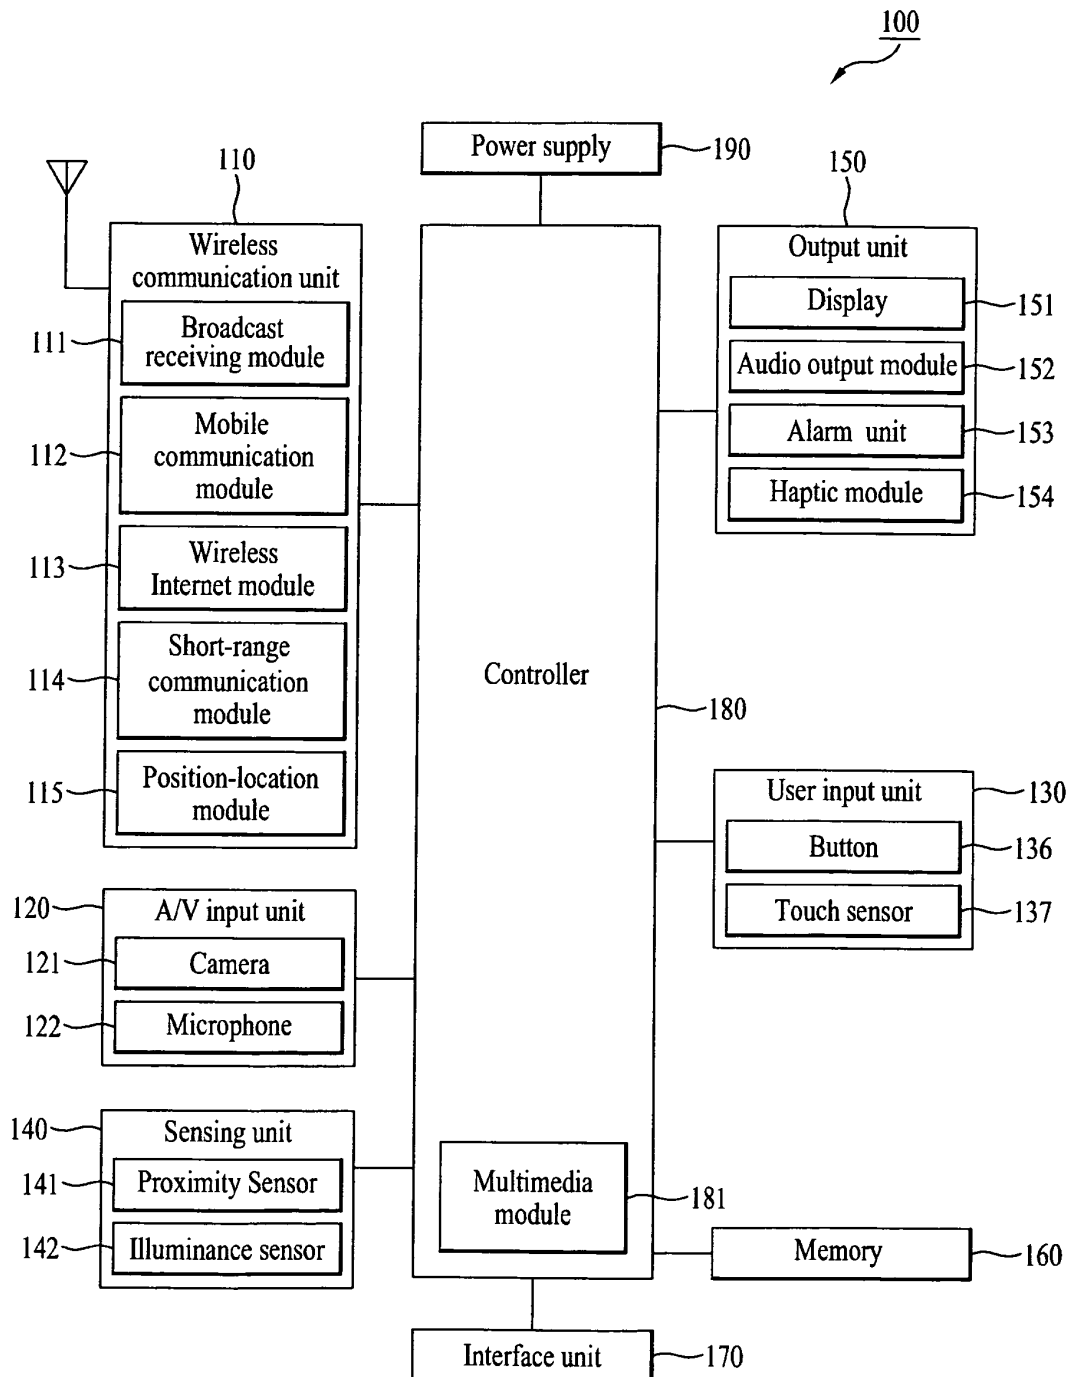 100
Power supply
190
110
Wireless
communication unit
111
Broadcast
receiving module
112
Mobile
communication
module
113
Wireless
Internet module
114
Short-range
communication
module
115
Position-location
module
120
A/V input unit
121
Camera
122
Microphone
140
Sensing unit
141
Proximity Sensor
142
Illuminance sensor
Controller
180
Multimedia
module
181
150
Output unit
Display
151
Audio output module
152
Alarm unit
153
Haptic module
154
User input unit
130
Button
136
Touch sensor
137
Memory
160
Interface unit
170